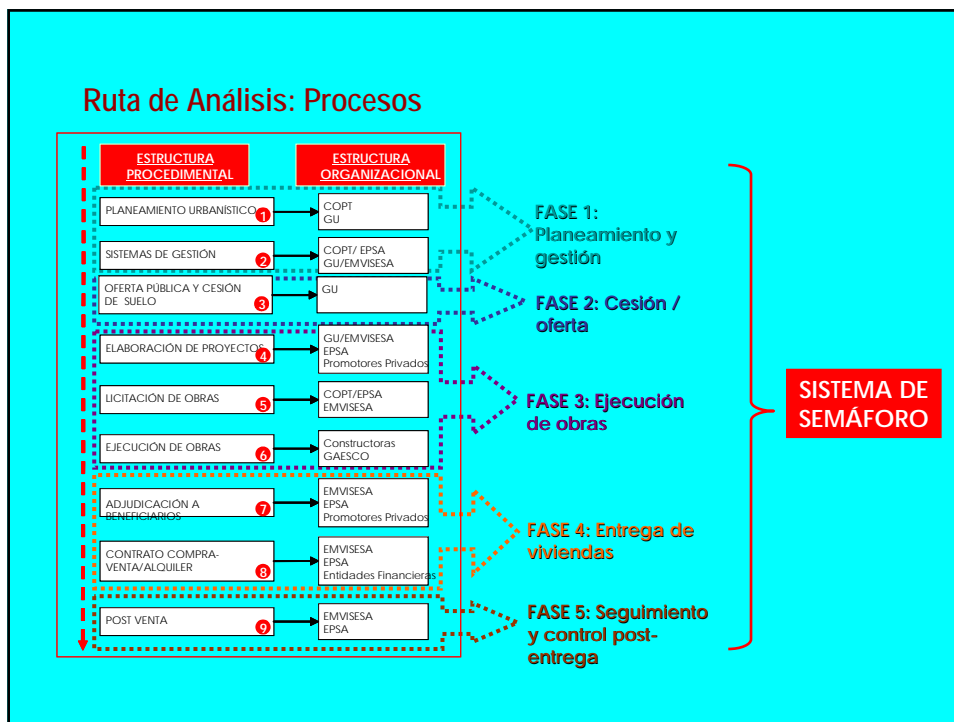 Ruta de Análisis: Procesos
ESTRUCTURA
PROCEDIMENTAL
ESTRUCTURA
ORGANIZACIONAL
PLANEAMIENTO URBANÍSTICO
1
COPT
GU
SISTEMAS DE GESTIÓN
2
COPT/ EPSA
GU/EMVISESA
OFERTA PÚBLICA Y CESIÓN
DE SUELO
3
GU
ELABORACIÓN DE PROYECTOS
4
GU/EMVISESA
EPSA
Promotores Privados
LICITACIÓN DE OBRAS
5
COPT/EPSA
EMVISESA
EJECUCIÓN DE OBRAS
6
Constructoras
GAESCO
ADJUDICACIÓN A
BENEFICIARIOS
7
EMVISESA
EPSA
Promotores Privados
CONTRATO COMPRA-
VENTA/ALQUILER
8
EMVISESA
EPSA
Entidades Financieras
POST VENTA
9
EMVISESA
EPSA
FASE 1:
Planeamiento y
gestión
FASE 2: Cesión /
oferta
FASE 3: Ejecución
de obras
FASE 4: Entrega de
viviendas
FASE 5: Seguimiento
y control post-
entrega
SISTEMA DE
SEMÁFORO